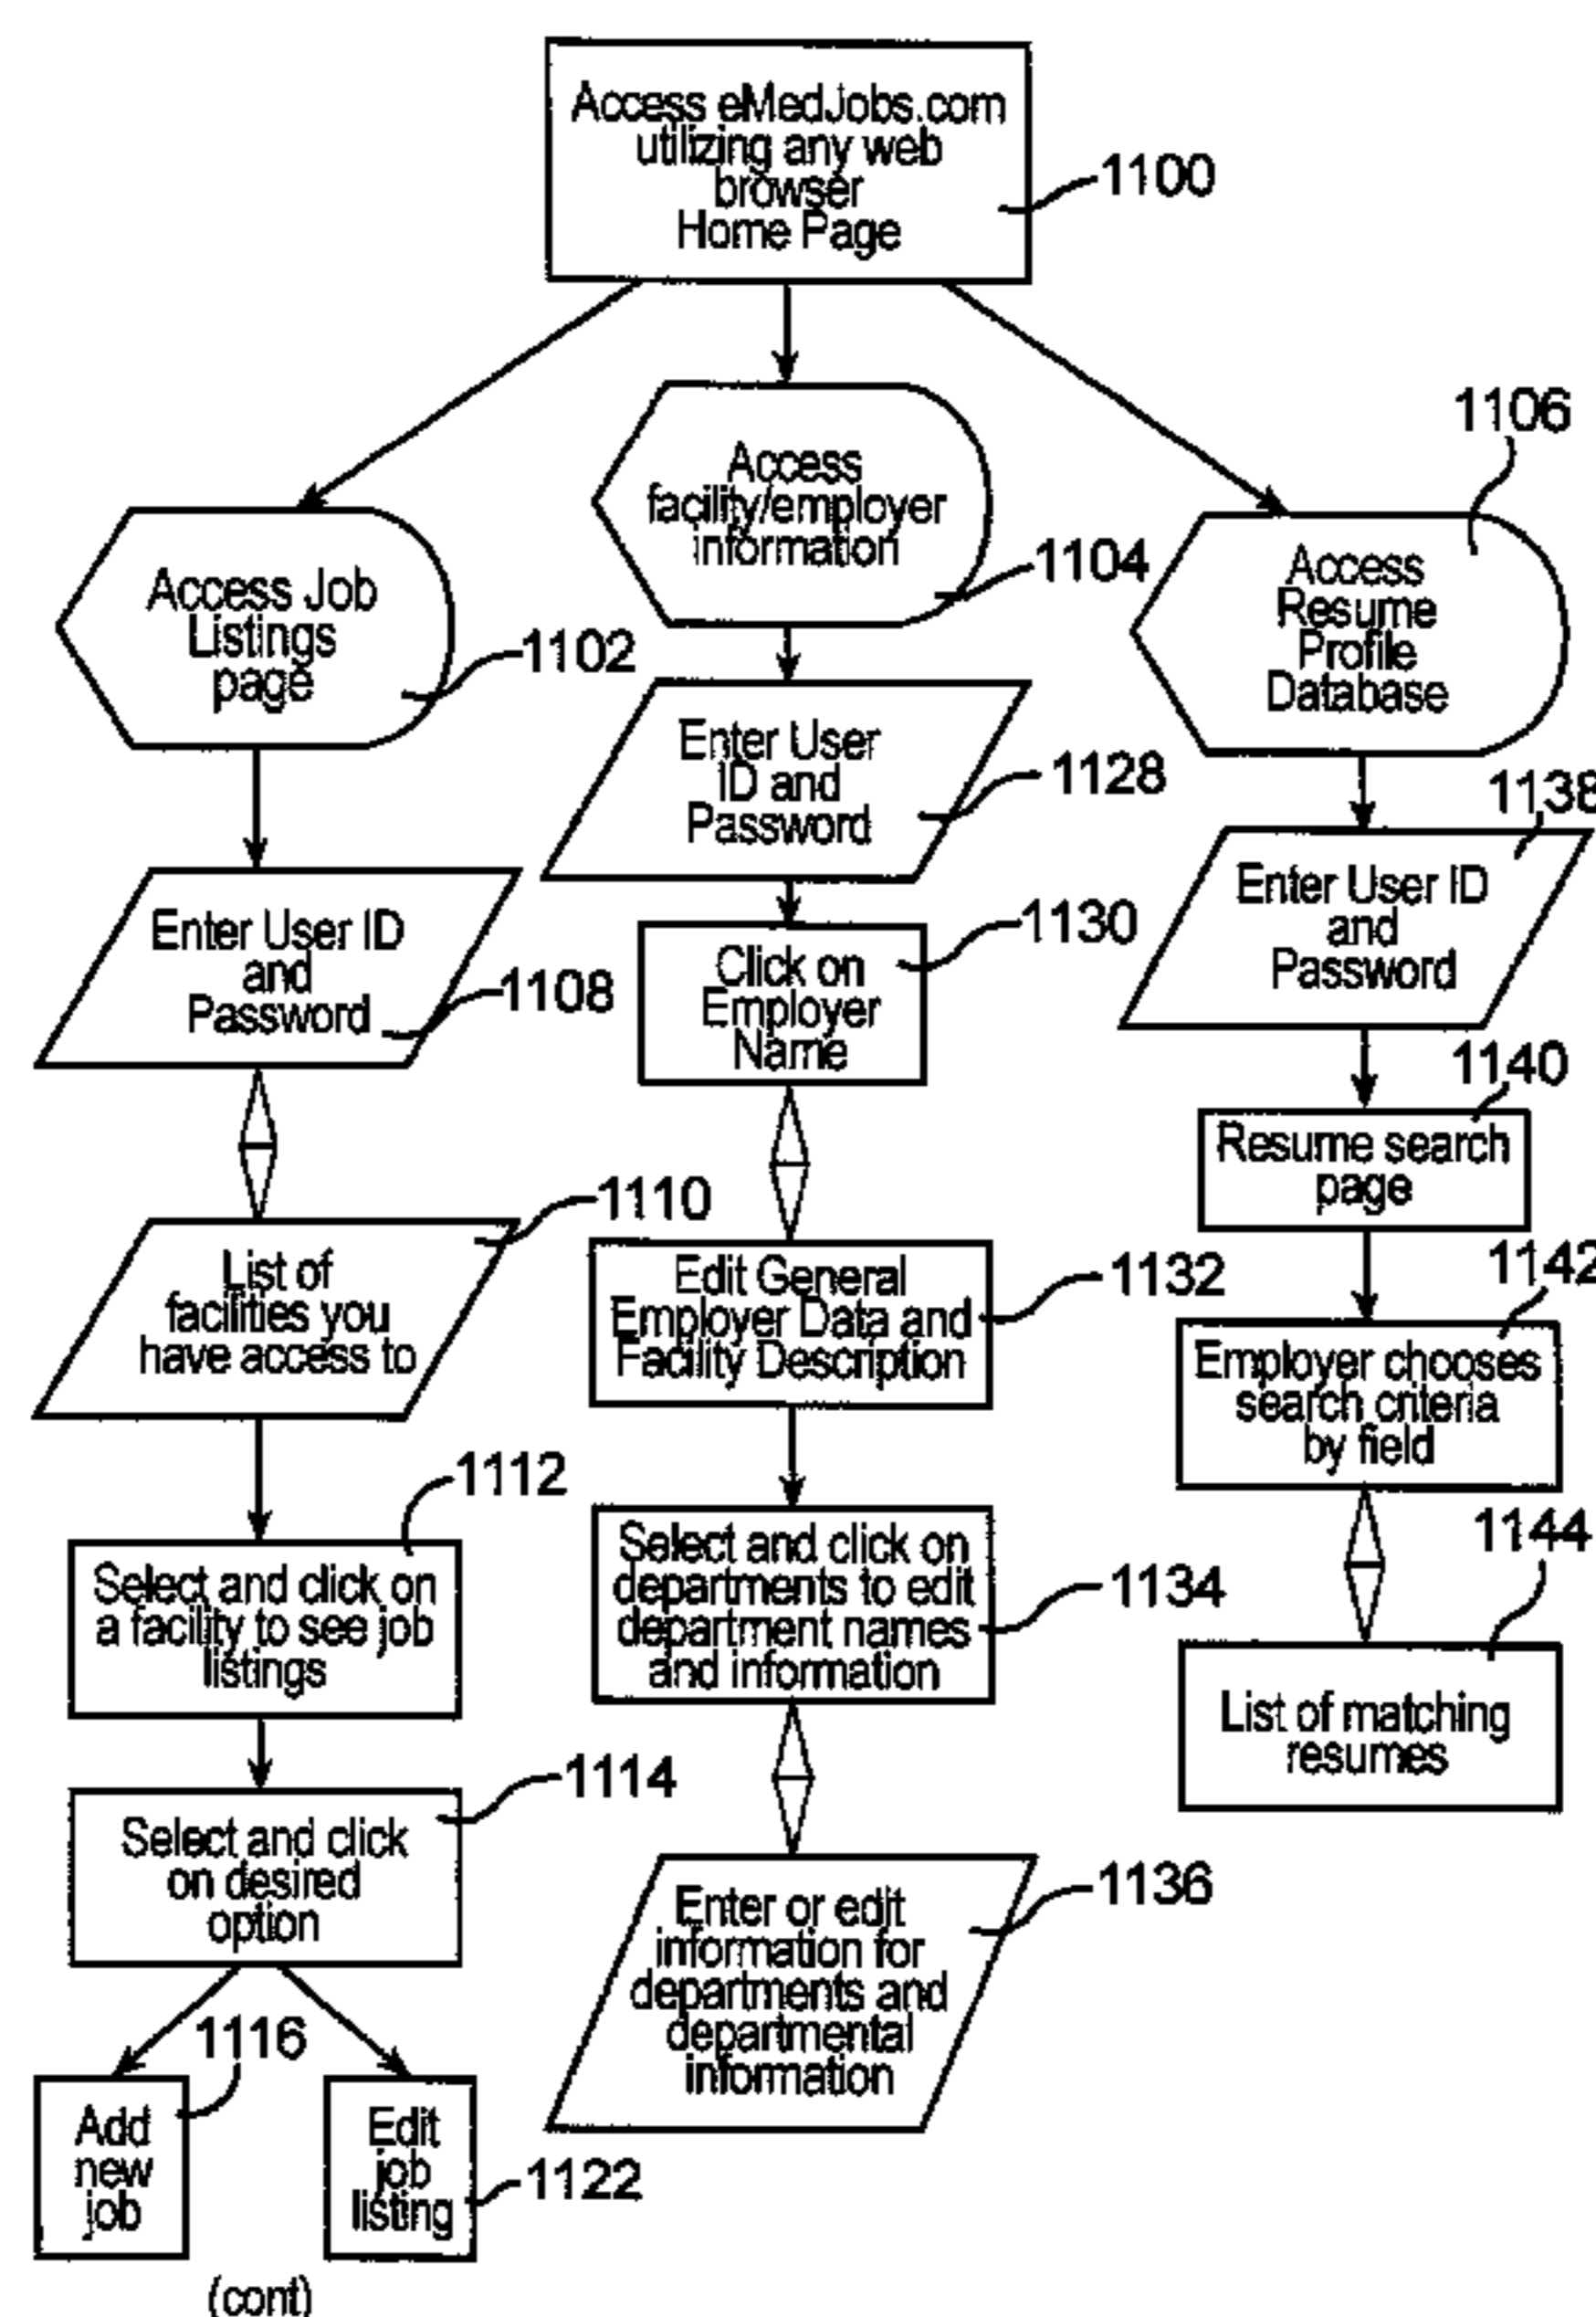 Access eMedJobs.com
utilizing any web
browser
Home Page
1100
Access Job
Listings
page
1102
Enter User ID
and
Password
1108
List of
facilities you
have access to
1110
Select and click on
a facility to see job
listings
1112
Select and click
on desired
option
1114
Add
new
job
1116
Edit
job
listing
1122
(cont)
Access
facility/employer
information
1104
Enter User
ID and
Password
1128
Click on
Employer
Name
1130
Edit General
Employer Data and
Facility Description
1132
Select and click on
departments to edit
department names
and information
1134
Enter or edit
information for
departments and
departmental
information
1136
Access
Resume
Profile
Database
1106
Enter User ID
and
Password
1138
Resume search
page
1140
Employer chooses
search criteria
by field
1142
List of matching
resumes
1144